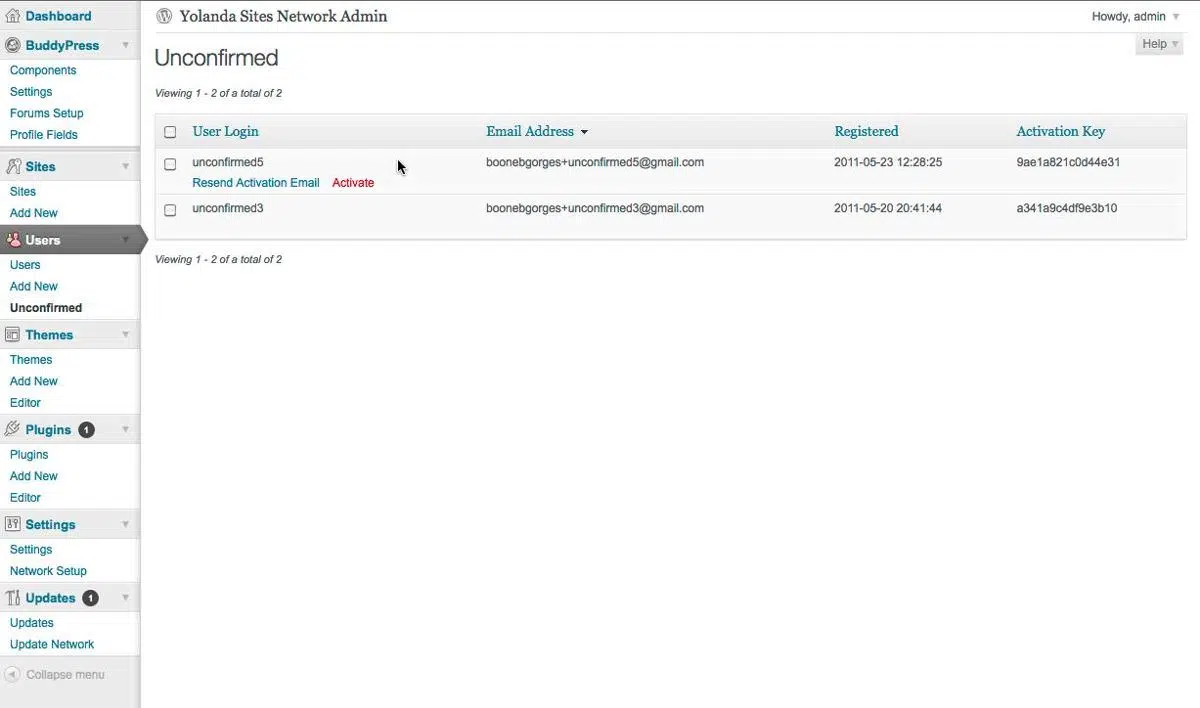 Dashboard
BuddyPress
Components
Settings
Forums Setup
Profile Fields
Sites
Sites
Add New
Users
Users
Add New
Unconfirmed
Themes
Themes
Add New
Editor
Plugins 1
Plugins
Add New
Editor
Settings
Settings
Network Setup
Updates 1
Updates
Update Network
Collapse menu
Yolanda Sites Network Admin
Howdy, admin
Help
Unconfirmed
Viewing 1 - 2 of a total of 2
User Login Email Address Registered Activation Key
unconfirmed5 boonebgorges+unconfirmed5@gmail.com 2011-05-23 12:28:25 9ae1a821c0d44e31
Resend Activation Email Activate
unconfirmed3 boonebgorges+unconfirmed3@gmail.com 2011-05-20 20:41:44 a341a9c4df9e3b10
Viewing 1 - 2 of a total of 2